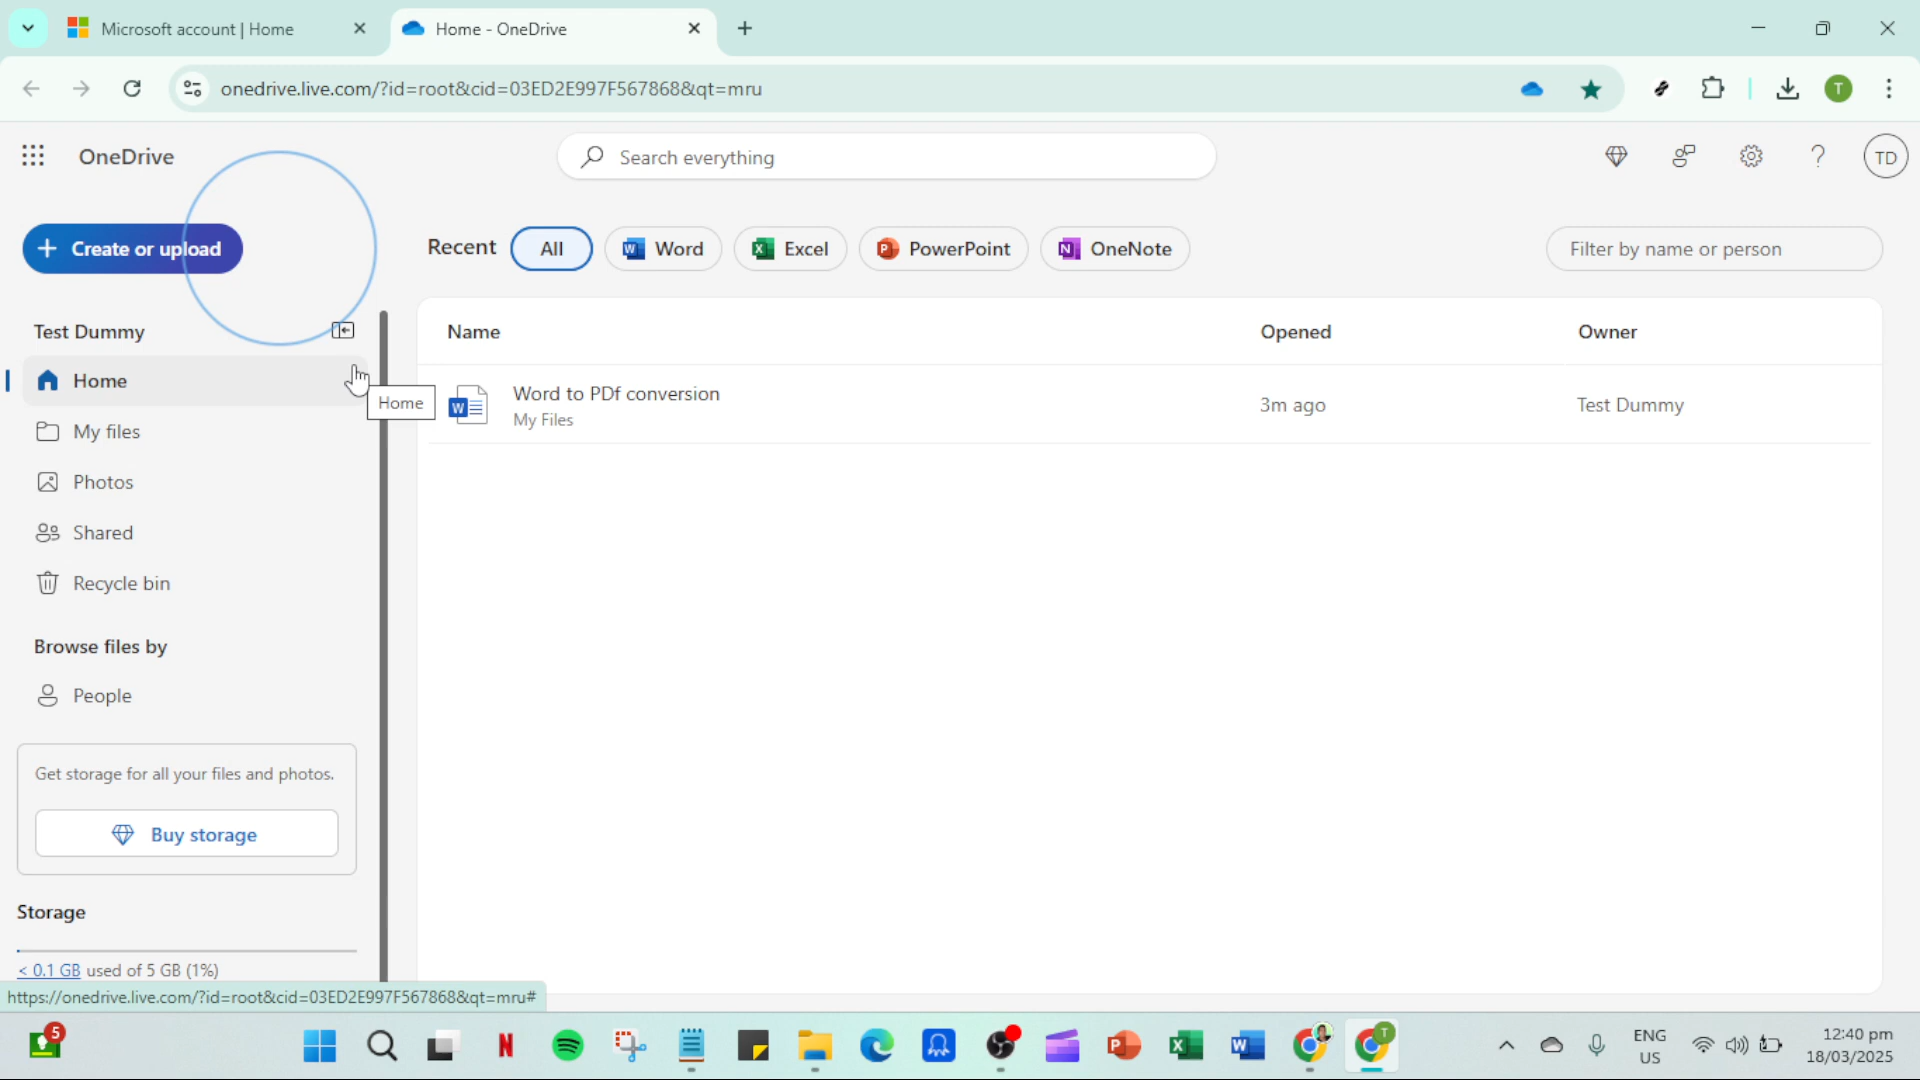 Microsoft account | Home
Home - OneDrive
onedrive.live.com/?id=root&cid=03ED2E997F567868&qt=mru
T
OneDrive
Search everything
TD
Create or upload
Recent
All
Word
Excel
PowerPoint
OneNote
Filter by name or person
Test Dummy
Name
Opened
Owner
Home
Home
Word to PDf conversion
My Files
3m ago
Test Dummy
My files
Photos
Shared
Recycle bin
Browse files by
People
Get storage for all your files and photos.
Buy storage
Storage
< 0.1 GB used of 5 GB (1%)
https://onedrive.live.com/?id=root&cid=03ED2E997F567868&qt=mru#
5
ENG
US
12:40 pm
18/03/2025